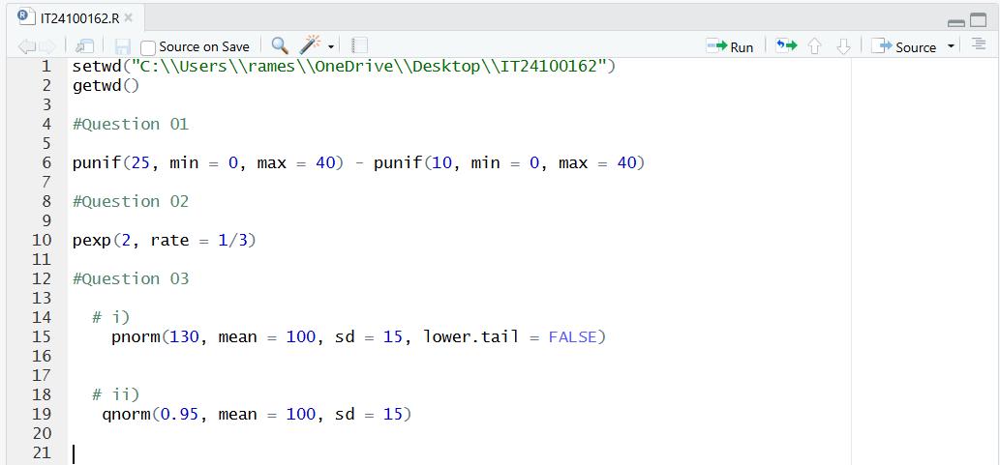 IT24100162.R
Source on Save Run Source
1 setwd("C:\\Users\\rames\\OneDrive\\Desktop\\IT24100162")
2 getwd()
3
4 #Question 01
5
6 punif(25, min = 0, max = 40) - punif(10, min = 0, max = 40)
7
8 #Question 02
9
10 pexp(2, rate = 1/3)
11
12 #Question 03
13
14 # i)
15 pnorm(130, mean = 100, sd = 15, lower.tail = FALSE)
16
17
18 # ii)
19 qnorm(0.95, mean = 100, sd = 15)
20
21